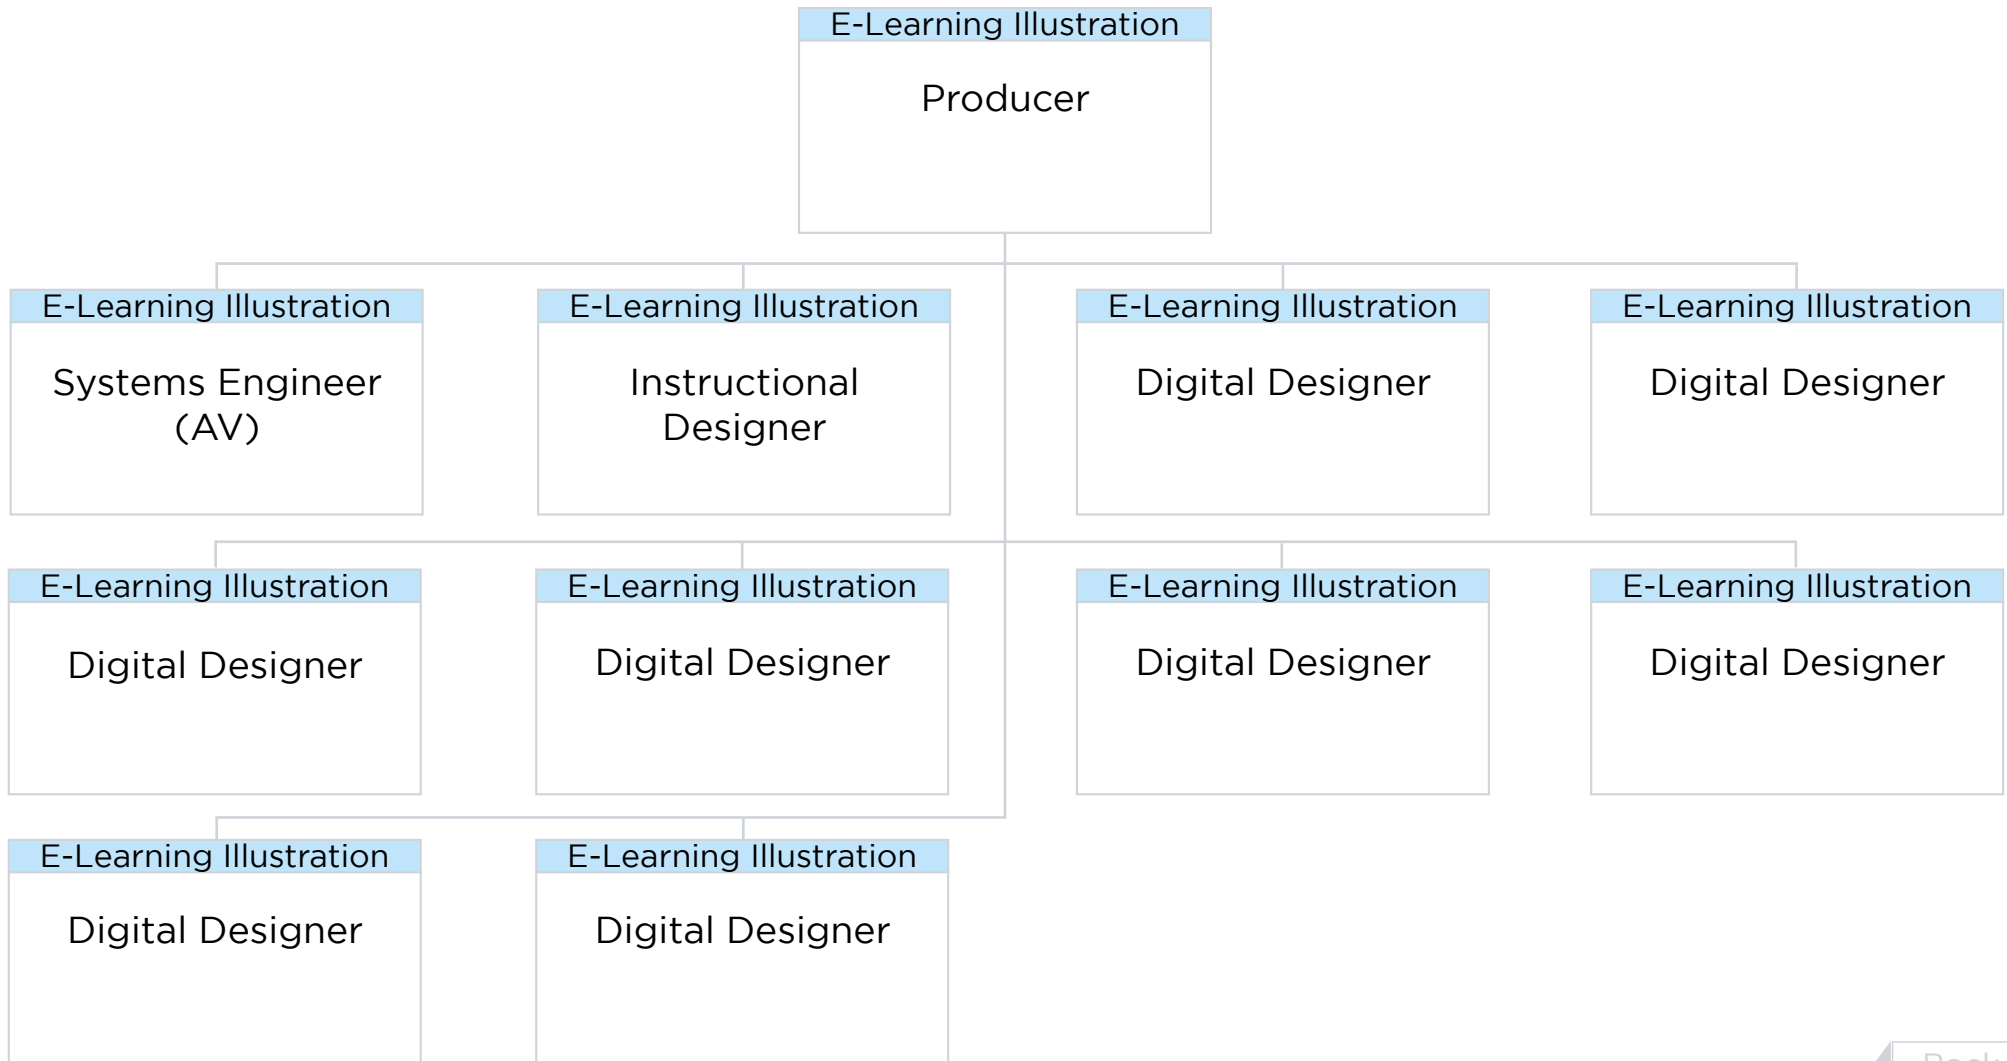 E-Learning Illustration
Producer
E-Learning Illustration
Systems Engineer
(AV)
E-Learning Illustration
Instructional
Designer
E-Learning Illustration
Digital Designer
E-Learning Illustration
Digital Designer
E-Learning Illustration
Digital Designer
E-Learning Illustration
Digital Designer
E-Learning Illustration
Digital Designer
E-Learning Illustration
Digital Designer
E-Learning Illustration
Digital Designer
E-Learning Illustration
Digital Designer